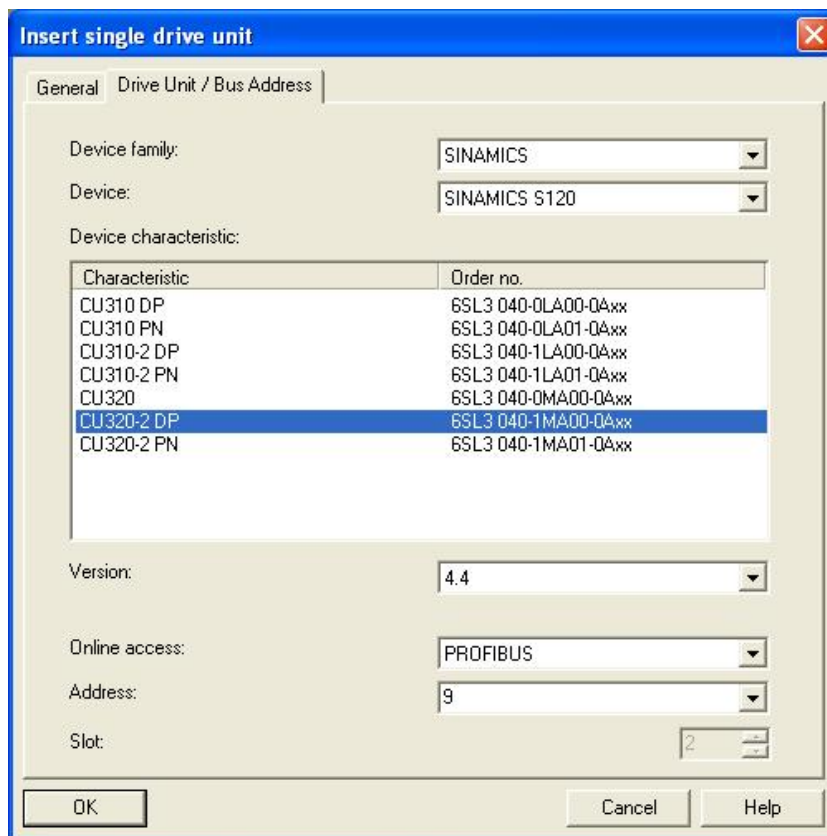 Insert single drive unit
General Drive Unit / Bus Address
Device family: SINAMICS
Device: SINAMICS S120
Device characteristic:
Characteristic Order no.
CU310 DP 6SL3 040-0LA00-0Axx
CU310 PN 6SL3 040-0LA01-0Axx
CU310-2 DP 6SL3 040-1LA00-0Axx
CU310-2 PN 6SL3 040-1LA01-0Axx
CU320 6SL3 040-0MA00-0Axx
CU320-2 DP 6SL3 040-1MA00-0Axx
CU320-2 PN 6SL3 040-1MA01-0Axx
Version: 4.4
Online access: PROFIBUS
Address: 9
Slot: 2
OK Cancel Help